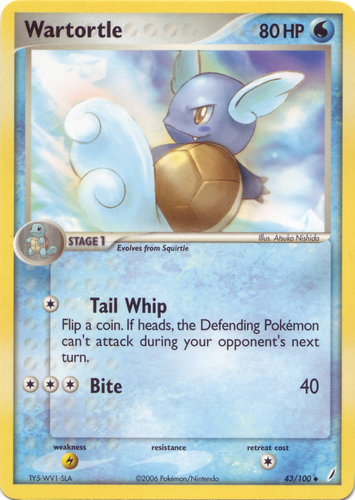 Wartortle 80 HP
Illus. Atsuko Nishida
STAGE 1
Evolves from Squirtle
Tail Whip
Flip a coin. If heads, the Defending Pokémon
can't attack during your opponent's next
turn.
Bite 40
weakness resistance retreat cost
TY5-WV1-SLA ©2006 Pokémon/Nintendo 43/100